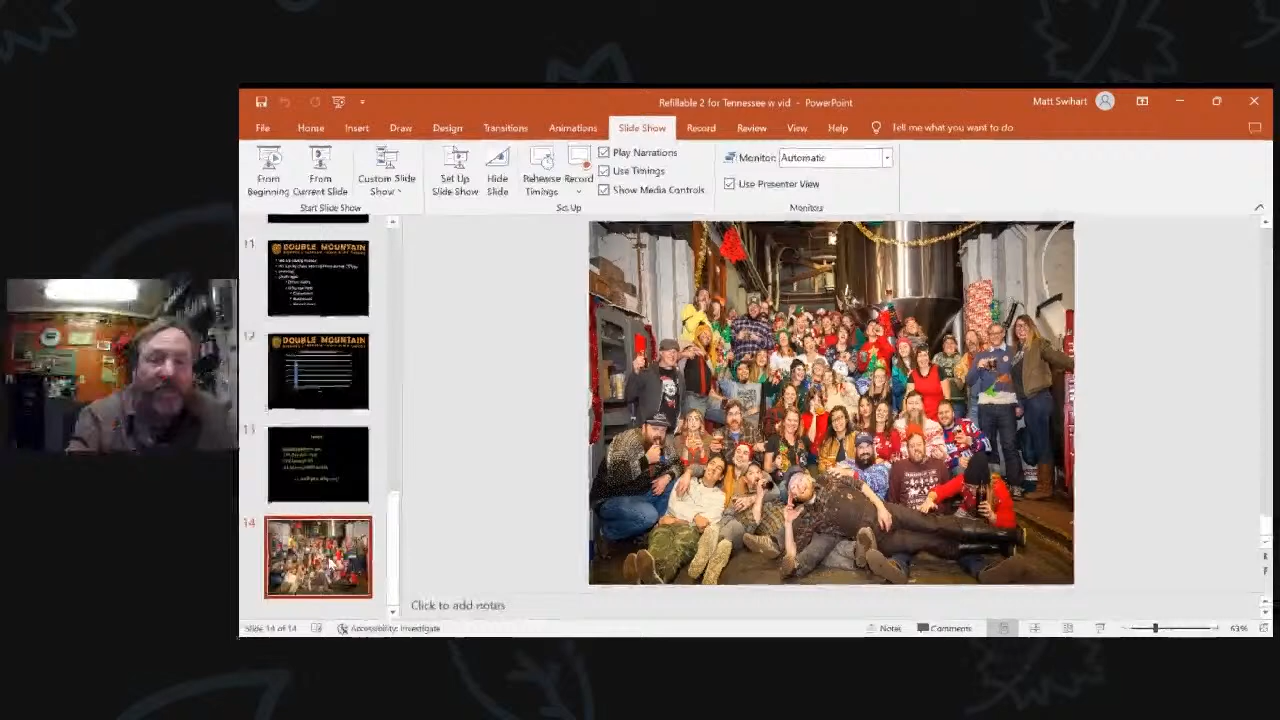 Refillable 2 for Tennessee w vid - PowerPoint
Matt Swihart
File Home Insert Draw Design Transitions Animations Slide Show Record Review View Help Tell me what you want to do
From Beginning
From Current Slide
Custom Slide Show
Start Slide Show
Set Up Slide Show
Hide Slide
Rehearse Timings
Record
Play Narrations
Use Timings
Show Media Controls
Set Up
Monitor: Automatic
Use Presenter View
Monitors
11
DOUBLE MOUNTAIN
12
DOUBLE MOUNTAIN
13
14
Click to add notes
Slide 14 of 14
Accessibility: Investigate
Notes
Comments
63%